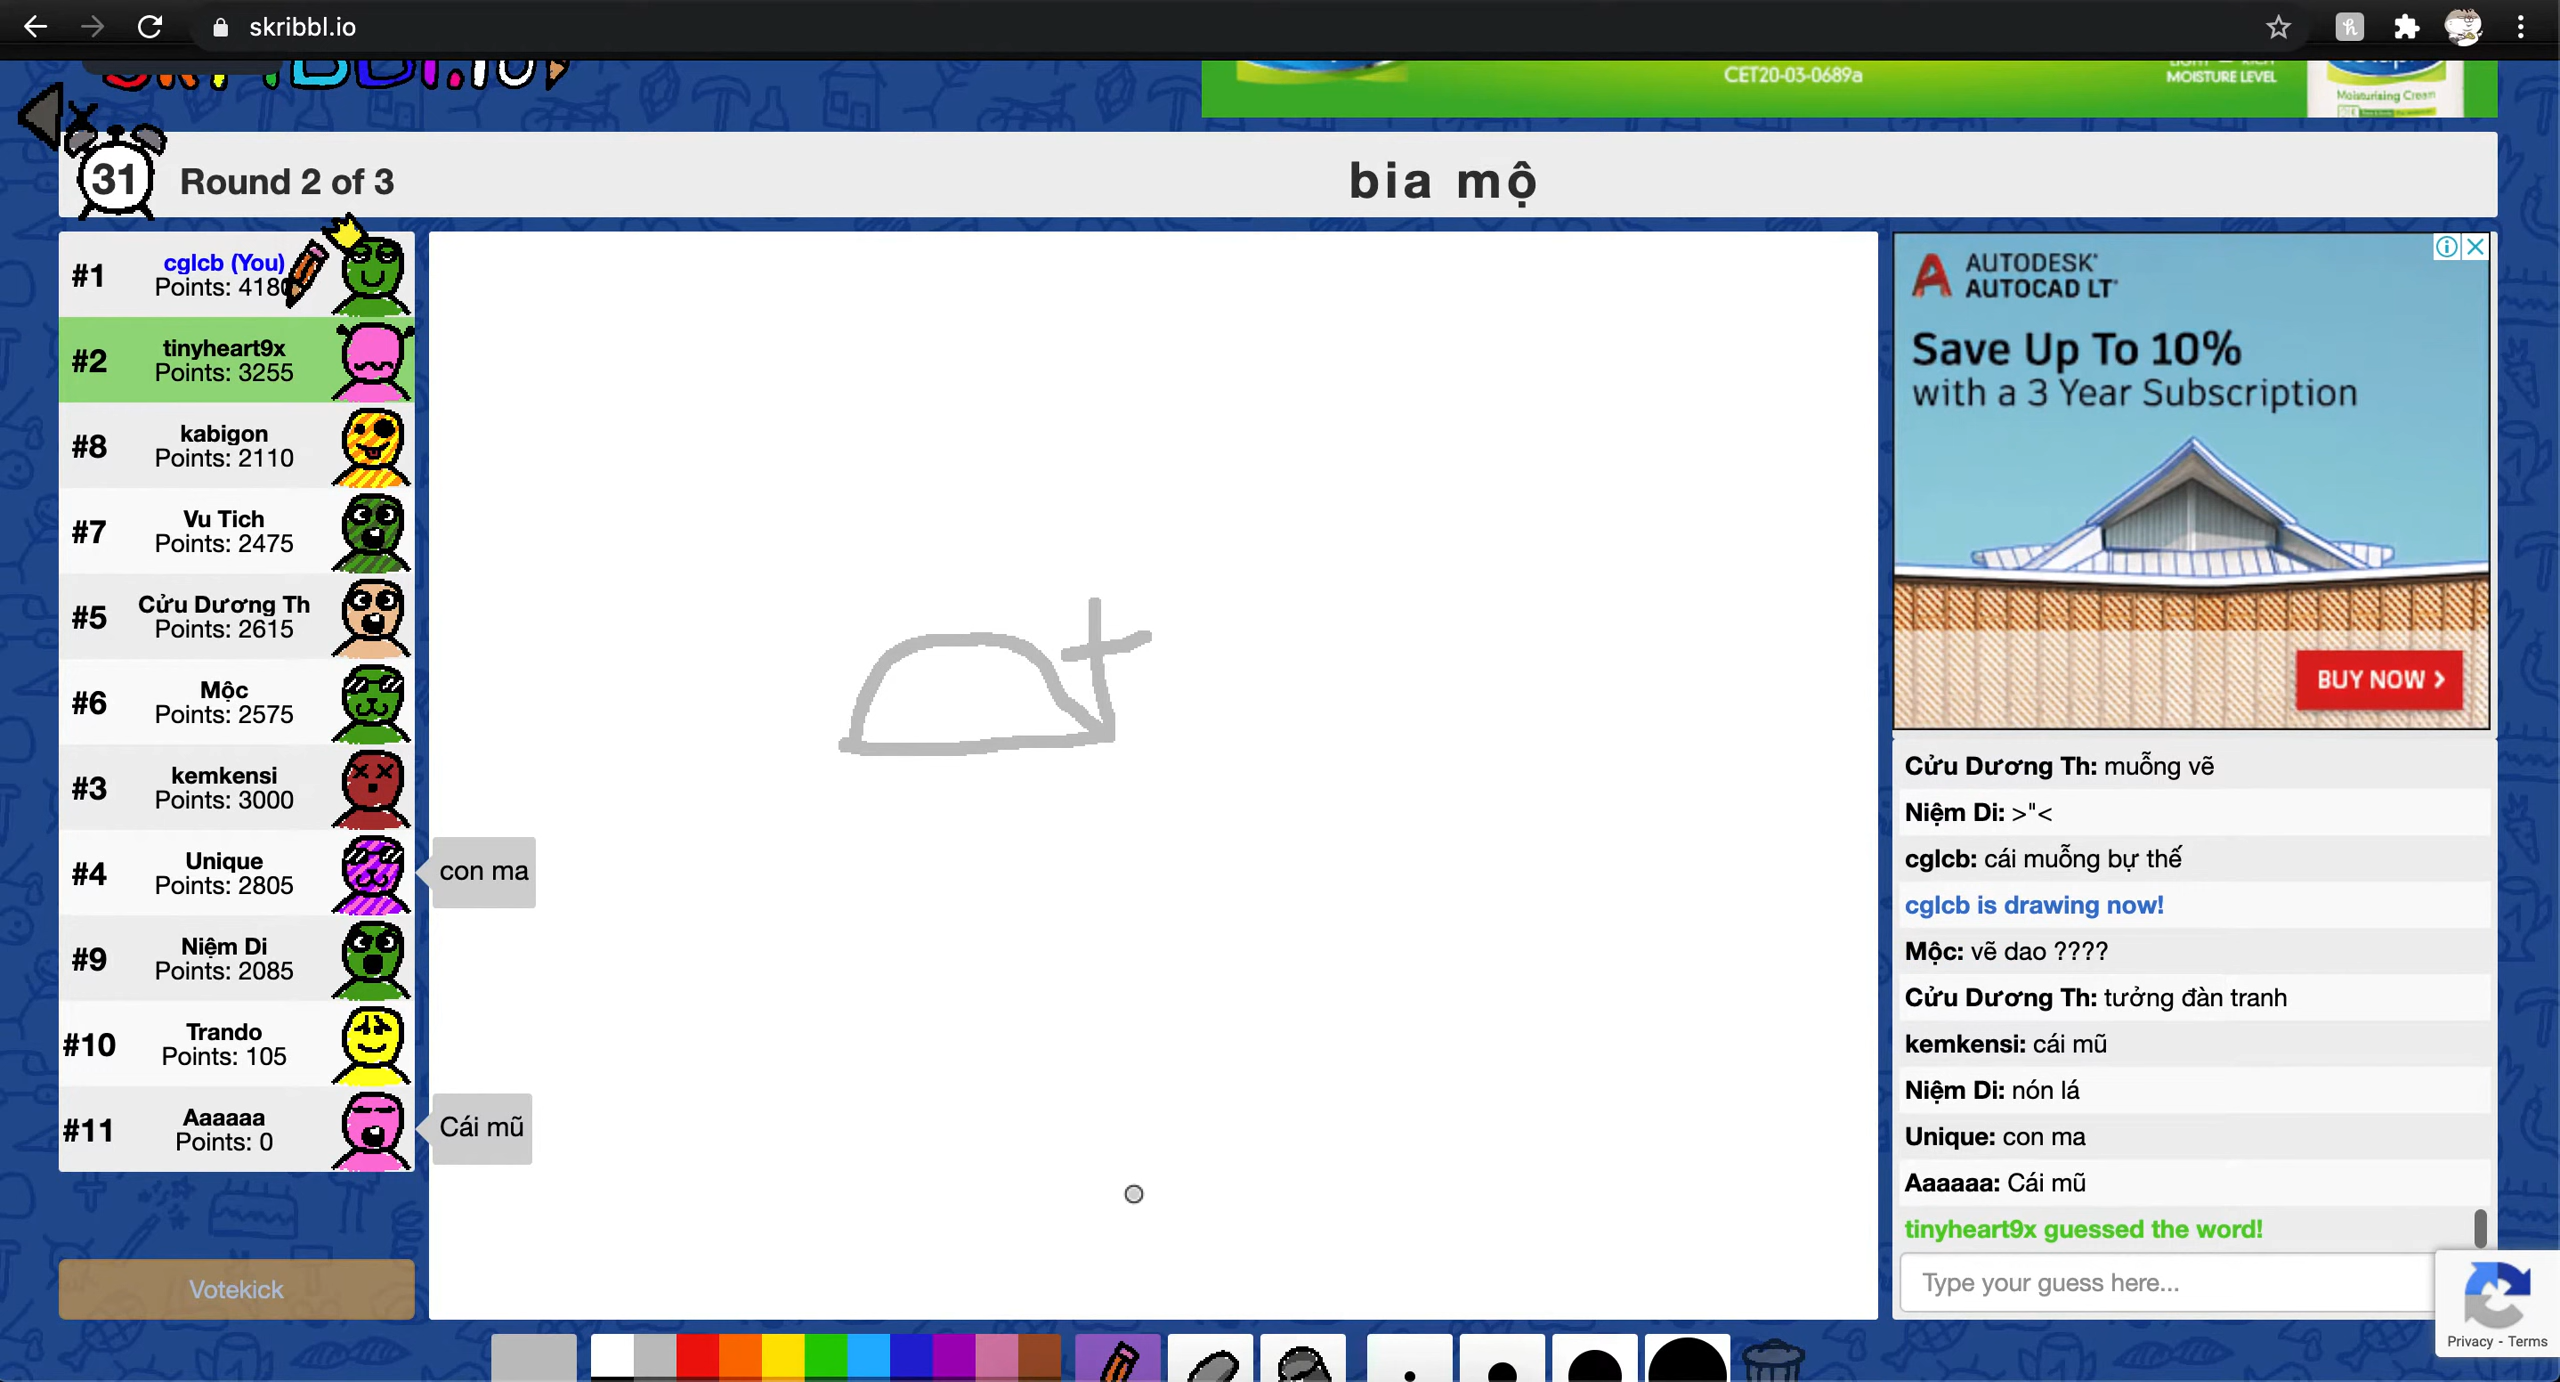 skribbl.io
CET20-03-0689a
MOISTURE LEVEL
Moisturising Cream
31
Round 2 of 3
bia mộ
#1
cglcb (You)
Points: 4180
#2
tinyheart9x
Points: 3255
#8
kabigon
Points: 2110
#7
Vu Tich
Points: 2475
#5
Cửu Dương Th
Points: 2615
#6
Mộc
Points: 2575
#3
kemkensi
Points: 3000
#4
Unique
Points: 2805
con ma
#9
Niệm Di
Points: 2085
#10
Trando
Points: 105
#11
Aaaaaa
Points: 0
Cái mũ
Votekick
AUTODESK®
AUTOCAD LT®
Save Up To 10%
with a 3 Year Subscription
BUY NOW
Cửu Dương Th: muỗng vẽ
Niệm Di: >"<
cglcb: cái muỗng bự thế
cglcb is drawing now!
Mộc: vẽ dao ????
Cửu Dương Th: tưởng đàn tranh
kemkensi: cái mũ
Niệm Di: nón lá
Unique: con ma
Aaaaaa: Cái mũ
tinyheart9x guessed the word!
Type your guess here...
Privacy - Terms